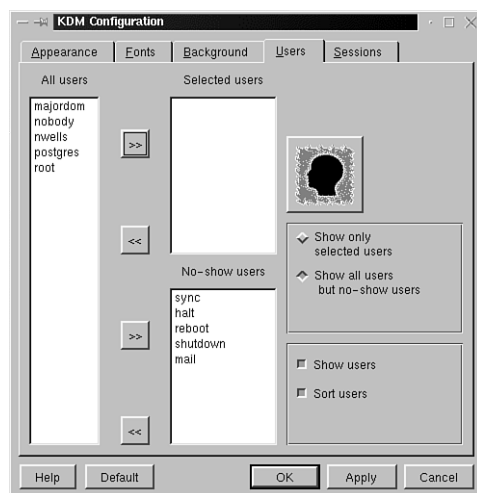 KDM Configuration
Appearance Fonts Background Users Sessions
All users
majordom
nobody
nwells
postgres
root
>>
<<
>>
<<
Selected users
No-show users
sync
halt
reboot
shutdown
mail
Show only
selected users
Show all users
but no-show users
Show users
Sort users
Help Default OK Apply Cancel